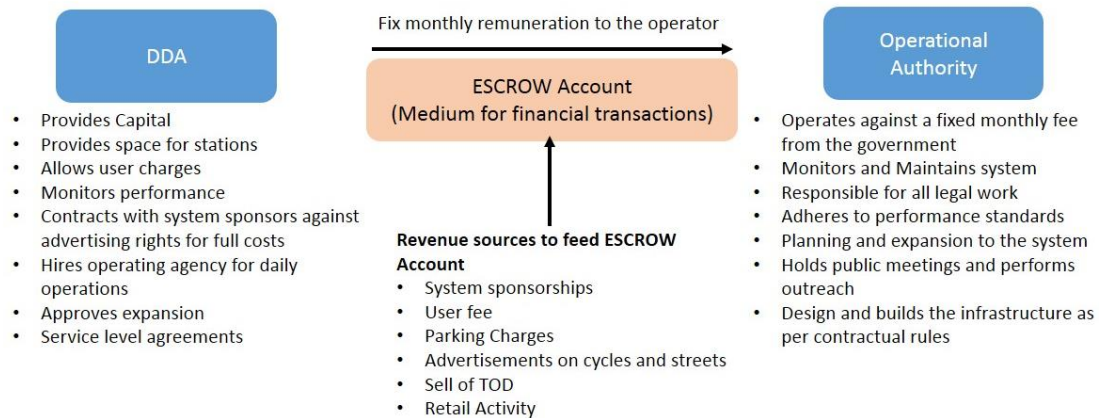 DDA
• Provides Capital
• Provides space for stations
• Allows user charges
• Monitors performance
• Contracts with system sponsors against
advertising rights for full costs
• Hires operating agency for daily
operations
• Approves expansion
• Service level agreements
Fix monthly remuneration to the operator
ESCROW Account
(Medium for financial transactions)
Revenue sources to feed ESCROW
Account
• System sponsorships
• User fee
• Parking Charges
• Advertisements on cycles and streets
• Sell of TOD
• Retail Activity
Operational
Authority
• Operates against a fixed monthly fee
from the government
• Monitors and Maintains system
• Responsible for all legal work
• Adheres to performance standards
• Planning and expansion to the system
• Holds public meetings and performs
outreach
• Design and builds the infrastructure as
per contractual rules